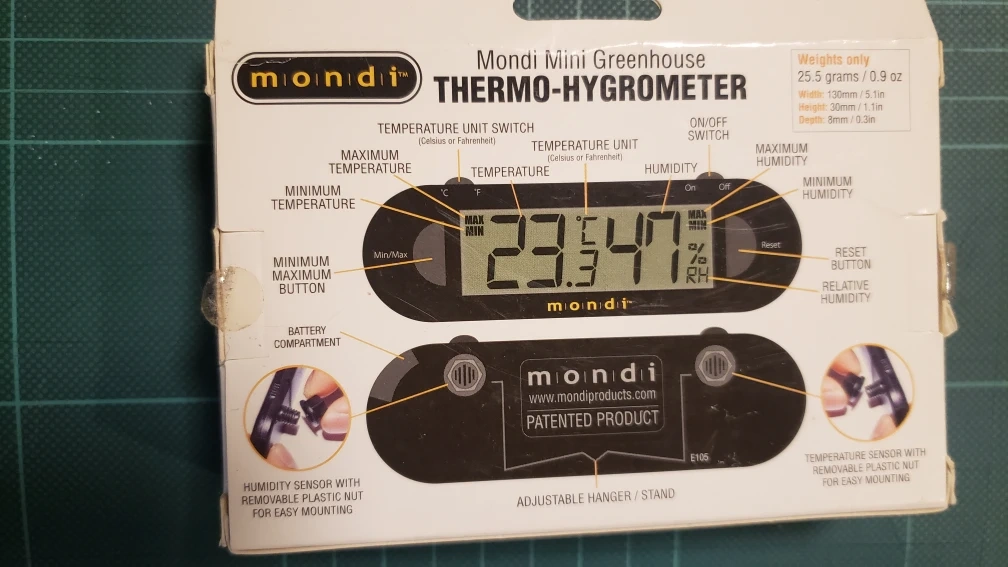 mondi™
Mondi Mini Greenhouse
THERMO-HYGROMETER
Weights only
25.5 grams / 0.9 oz
Width: 130mm / 5.1in
Height: 30mm / 1.1in
Depth: 8mm / 0.3in
TEMPERATURE UNIT SWITCH
(Celsius or Fahrenheit)
ON/OFF
SWITCH
MAXIMUM
TEMPERATURE
TEMPERATURE
TEMPERATURE UNIT
(Celsius or Fahrenheit)
HUMIDITY
MAXIMUM
HUMIDITY
MINIMUM
TEMPERATURE
MINIMUM
HUMIDITY
°C °F
On Off
MAX
MIN
23.3
°C
47
MAX
MIN
%
RH
Min/Max
Reset
MINIMUM
MAXIMUM
BUTTON
RESET
BUTTON
RELATIVE
HUMIDITY
mondi™
BATTERY
COMPARTMENT
mondi
www.mondiproducts.com
PATENTED PRODUCT
E105
HUMIDITY SENSOR WITH
REMOVABLE PLASTIC NUT
FOR EASY MOUNTING
ADJUSTABLE HANGER / STAND
TEMPERATURE SENSOR WITH
REMOVABLE PLASTIC NUT
FOR EASY MOUNTING